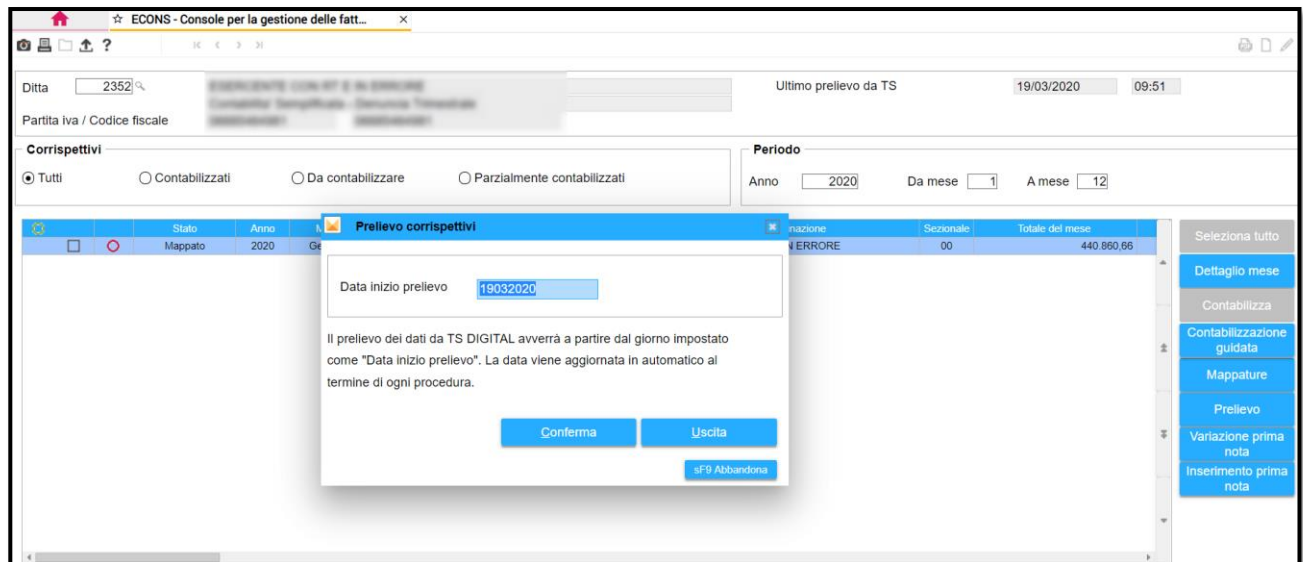 ECONS - Console per la gestione delle fatt...
Ditta 2352 Ultimo prelievo da TS 19/03/2020 09:51
Partita iva / Codice fiscale
Corrispettivi
Tutti Contabilizzati Da contabilizzare Parzialmente contabilizzati
Periodo
Anno 2020 Da mese 1 A mese 12
Stato Anno Sezionale Totale del mese
Mappato 2020 ERRORE 00 440.860,66
Prelievo corrispettivi
Data inizio prelievo 19032020
Il prelievo dei dati da TS DIGITAL avverrà a partire dal giorno impostato
come "Data inizio prelievo". La data viene aggiornata in automatico al
termine di ogni procedura.
Conferma Uscita
sF9 Abbandona
Seleziona tutto
Dettaglio mese
Contabilizza
Contabilizzazione
guidata
Mappature
Prelievo
Variazione prima
nota
Inserimento prima
nota